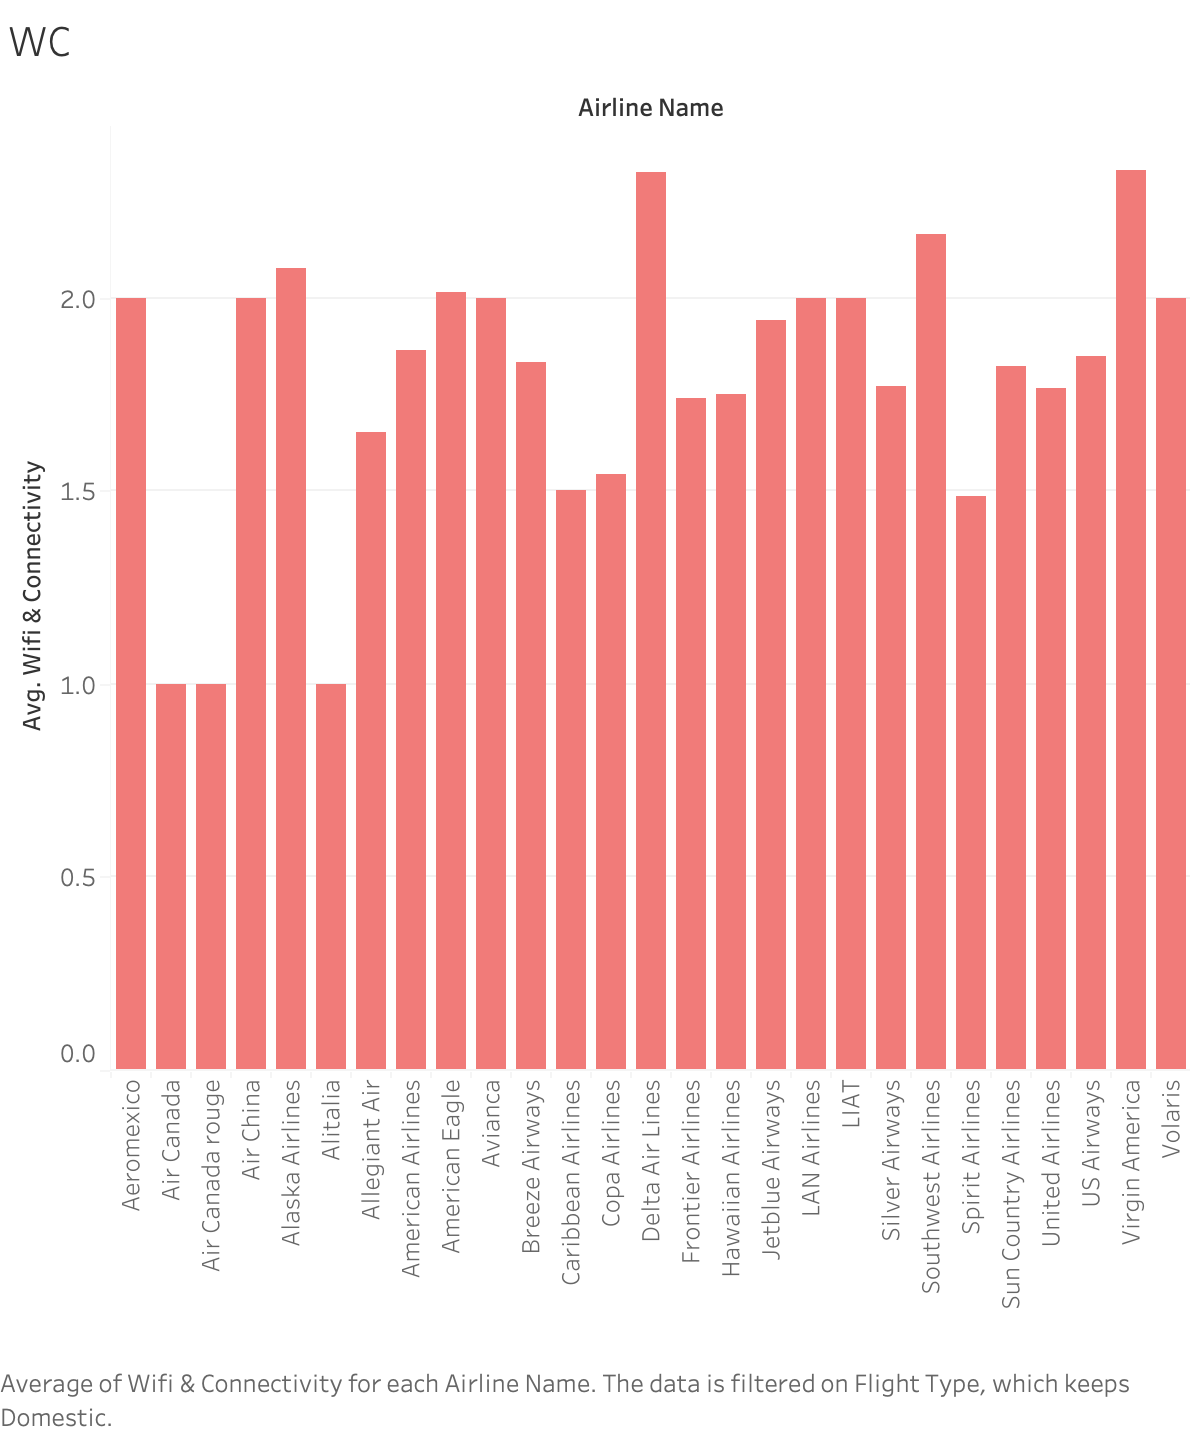 WC
Airline Name
Avg. Wifi & Connectivity
2.0
1.5
1.0
0.5
0.0
Aeromexico
Air Canada
Air Canada rouge
Air China
Alaska Airlines
Alitalia
Allegiant Air
American Airlines
American Eagle
Avianca
Breeze Airways
Caribbean Airlines
Copa Airlines
Delta Air Lines
Frontier Airlines
Hawaiian Airlines
Jetblue Airways
LAN Airlines
LIAT
Silver Airways
Southwest Airlines
Spirit Airlines
Sun Country Airlines
United Airlines
US Airways
Virgin America
Volaris
Average of Wifi & Connectivity for each Airline Name. The data is filtered on Flight Type, which keeps
Domestic.